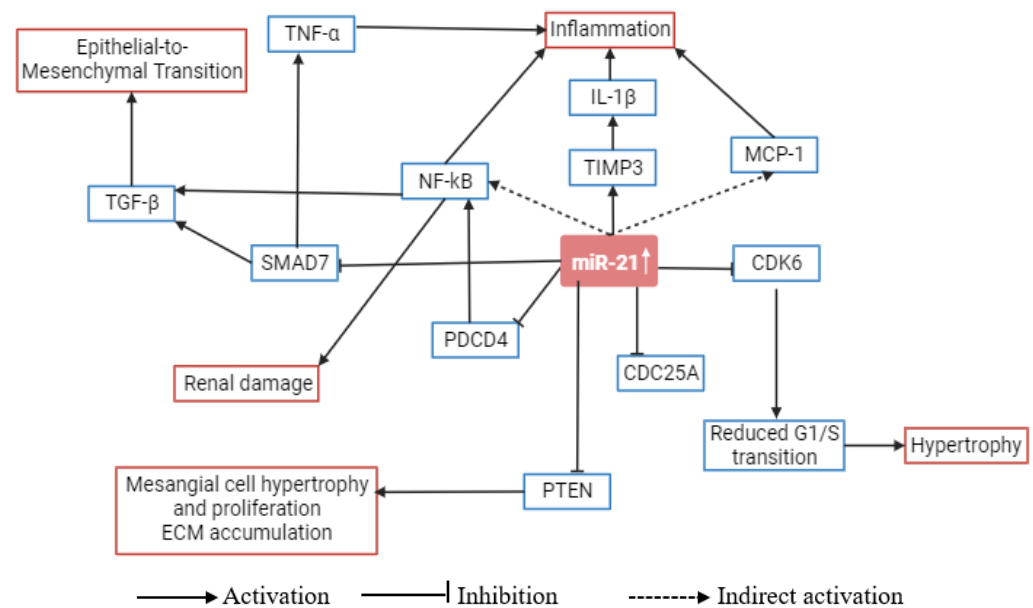 TNF-α
Inflammation
Epithelial-to-
Mesenchymal Transition
IL-1β
MCP-1
TIMP3
NF-kB
TGF-β
SMAD7
miR-21↑
CDK6
PDCD4
CDC25A
Renal damage
Reduced G1/S
transition
Hypertrophy
Mesangial cell hypertrophy
and proliferation
ECM accumulation
PTEN
Activation
Inhibition
Indirect activation